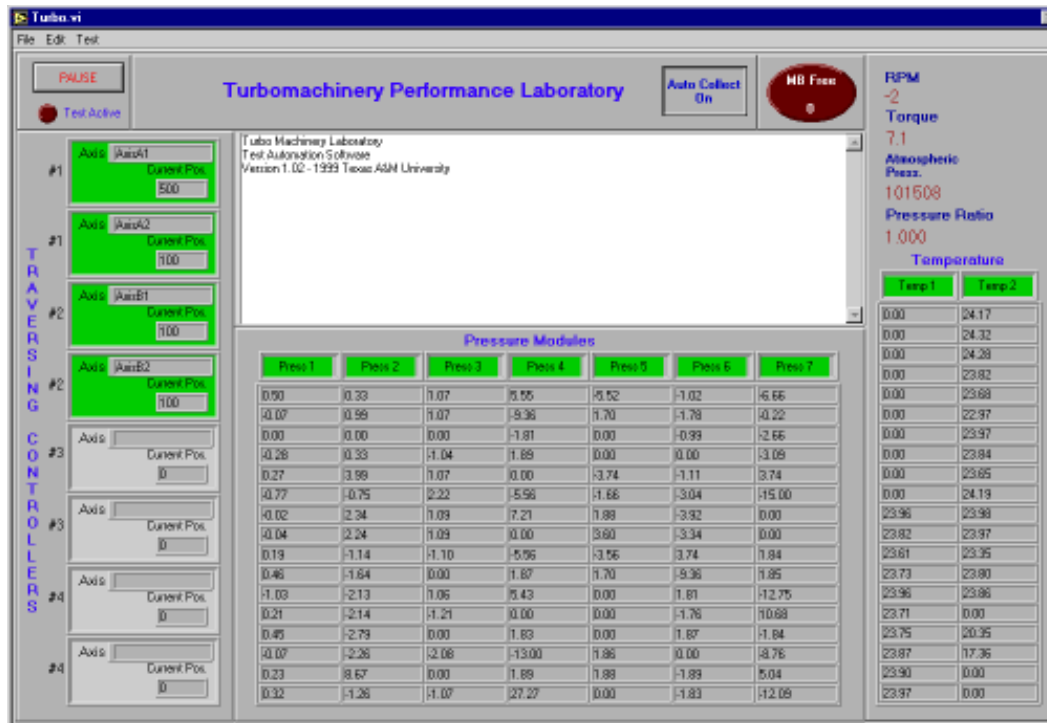 Turbo.vi
File Edit Test
PAUSE
Test Active
Turbomachinery Performance Laboratory
Auto Collect
On
MB Free
0
RPM
-2
Torque
7.1
Atmospheric
Press.
101508
Pressure Ratio
1.000
Temperature
Temp 1 Temp 2
0.00 24.17
0.00 24.32
0.00 24.28
0.00 23.82
0.00 23.68
0.00 22.97
0.00 23.97
0.00 23.84
0.00 23.65
0.00 24.19
23.96 23.98
23.82 23.97
23.61 23.35
23.73 23.80
23.96 23.86
23.71 0.00
23.75 20.35
23.87 17.36
23.90 0.00
23.97 0.00
TRAVERSING CONTROLLERS
#1 Axis AxisA1
Current Pos.
500
#1 Axis AxisA2
Current Pos.
100
#2 Axis AxisB1
Current Pos.
100
#2 Axis AxisB2
Current Pos.
100
#3 Axis
Current Pos.
0
#3 Axis
Current Pos.
0
#4 Axis
Current Pos.
0
#4 Axis
Current Pos.
0
Turbo Machinery Laboratory
Test Automation Software
Version 1.02 - 1999 Texas A&M University
Pressure Modules
Press 1 Press 2 Press 3 Press 4 Press 5 Press 6 Press 7
0.50 0.33 1.07 5.55 -5.52 -1.02 -6.66
-0.07 0.99 1.07 -9.36 1.70 -1.78 -0.22
0.00 0.00 0.00 -1.81 0.00 -0.99 -2.66
-0.28 0.33 -1.04 1.89 0.00 0.00 -3.09
0.27 3.99 1.07 0.00 -3.74 -1.11 3.74
-0.77 -0.75 2.22 -5.56 -1.66 -3.04 -15.00
-0.02 2.34 1.09 7.21 1.88 -3.92 0.00
-0.04 2.24 1.09 0.00 3.60 -3.34 0.00
0.19 -1.14 -1.10 -5.56 -3.56 3.74 1.84
0.46 -1.64 0.00 1.87 1.70 -9.36 1.85
-1.03 -2.13 1.06 5.43 0.00 1.81 -12.75
0.21 -2.14 -1.21 0.00 0.00 -1.76 10.68
0.45 -2.79 0.00 1.83 0.00 1.87 -1.84
-0.07 -2.26 -2.08 -13.00 1.86 0.00 -8.76
0.23 8.67 0.00 1.89 1.88 -1.89 5.04
0.32 -1.26 -1.07 27.27 0.00 -1.83 -12.09